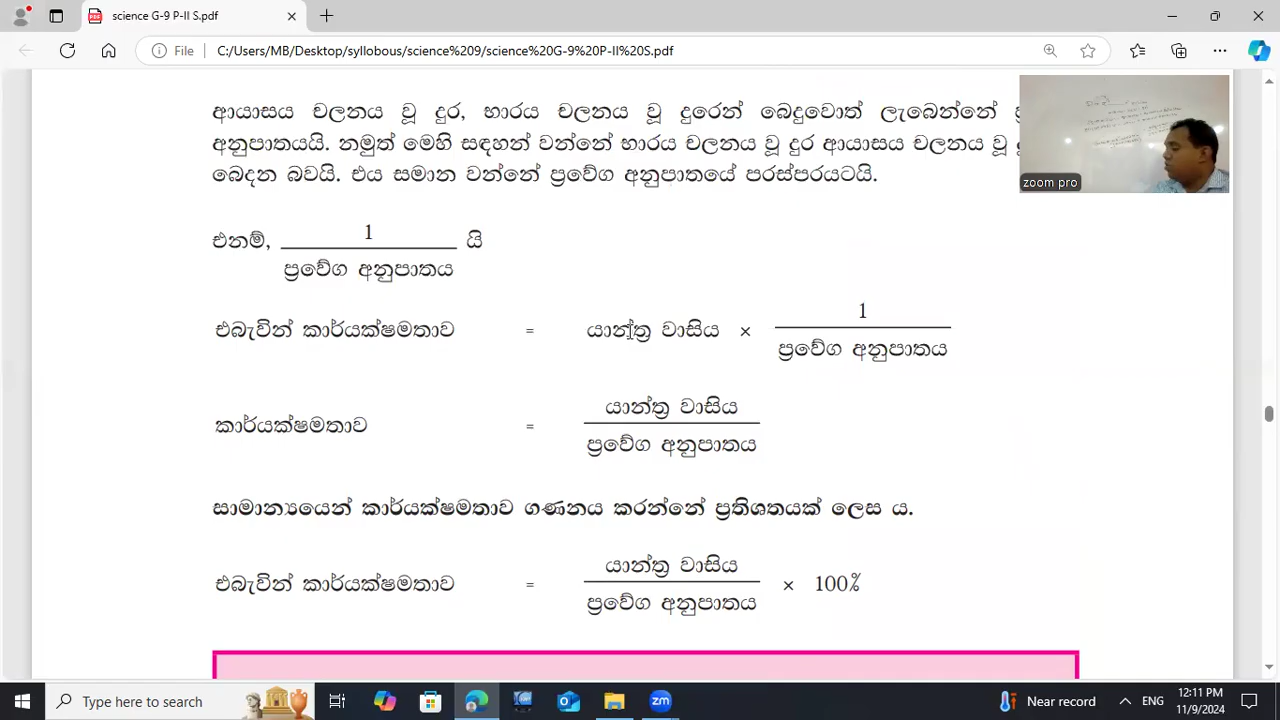 science G-9 P-II S.pdf
File C:/Users/MB/Desktop/syllobous/science%209/science%20G-9%20P-II%20S.pdf
ආයාසය චලනය වූ දුර, භාරය චලනය වූ දුරෙන් බෙදුවොත් ලැබෙන්නේ
අනුපාතයයි. නමුත් මෙහි සඳහන් වන්නේ භාරය චලනය වූ දුර ආයාසය චලනය වූ
බෙදන බවයි. එය සමාන වන්නේ ප්‍රවේග අනුපාතයේ පරස්පරයටයි.
zoom pro
එනම්, 1 යි
ප්‍රවේග අනුපාතය
එබැවින් කාර්යක්ෂමතාව = යාන්ත්‍ර වාසිය × 1
ප්‍රවේග අනුපාතය
කාර්යක්ෂමතාව = යාන්ත්‍ර වාසිය
ප්‍රවේග අනුපාතය
සාමාන්‍යයෙන් කාර්යක්ෂමතාව ගණනය කරන්නේ ප්‍රතිශතයක් ලෙස ය.
එබැවින් කාර්යක්ෂමතාව = යාන්ත්‍ර වාසිය × 100%
ප්‍රවේග අනුපාතය
Type here to search
Near record
ENG
12:11 PM
11/9/2024